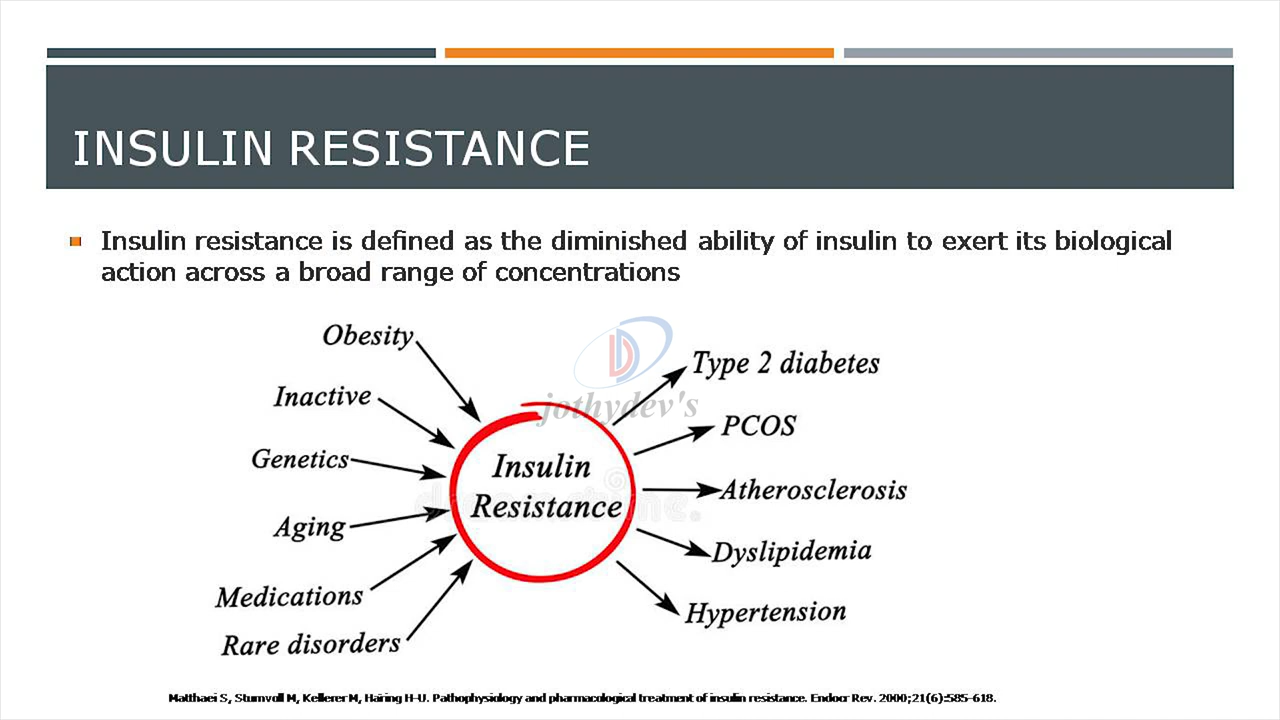 INSULIN RESISTANCE
Insulin resistance is defined as the diminished ability of insulin to exert its biological
action across a broad range of concentrations
Obesity
Inactive
Genetics
Aging
Medications
Rare disorders
jothydev's
Insulin
Resistance
Type 2 diabetes
PCOS
Atherosclerosis
Dyslipidemia
Hypertension
Matthaei S, Stumvoll M, Kellerer M, Häring H-U. Pathophysiology and pharmacological treatment of insulin resistance. Endocr Rev. 2000;21(6):585–618.